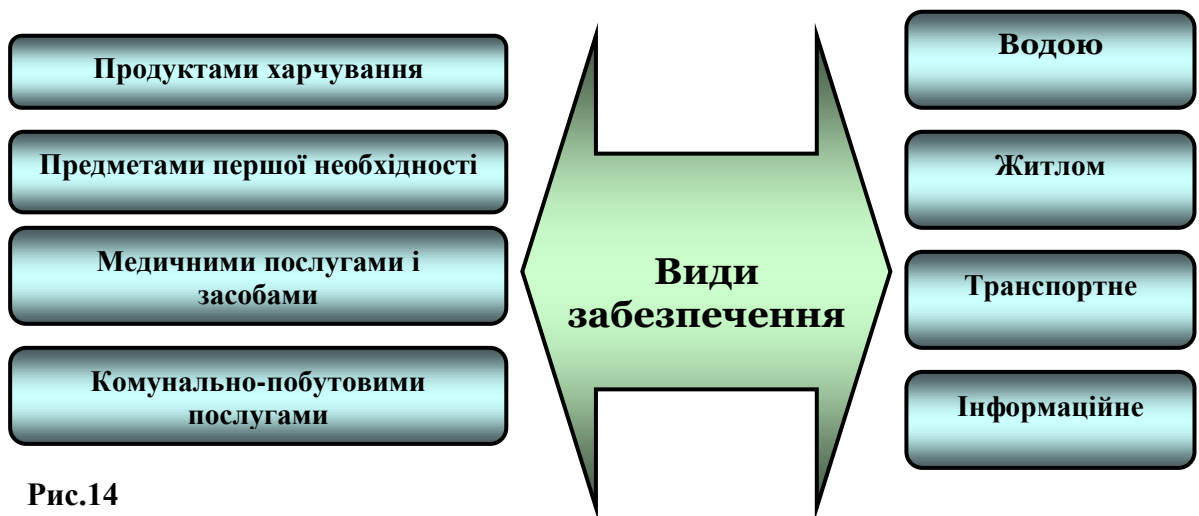 Продуктами харчування
Предметами першої необхідності
Медичними послугами і
засобами
Комунально-побутовими
послугами
Види
забезпечення
Водою
Житлом
Транспортне
Інформаційне
Рис.14